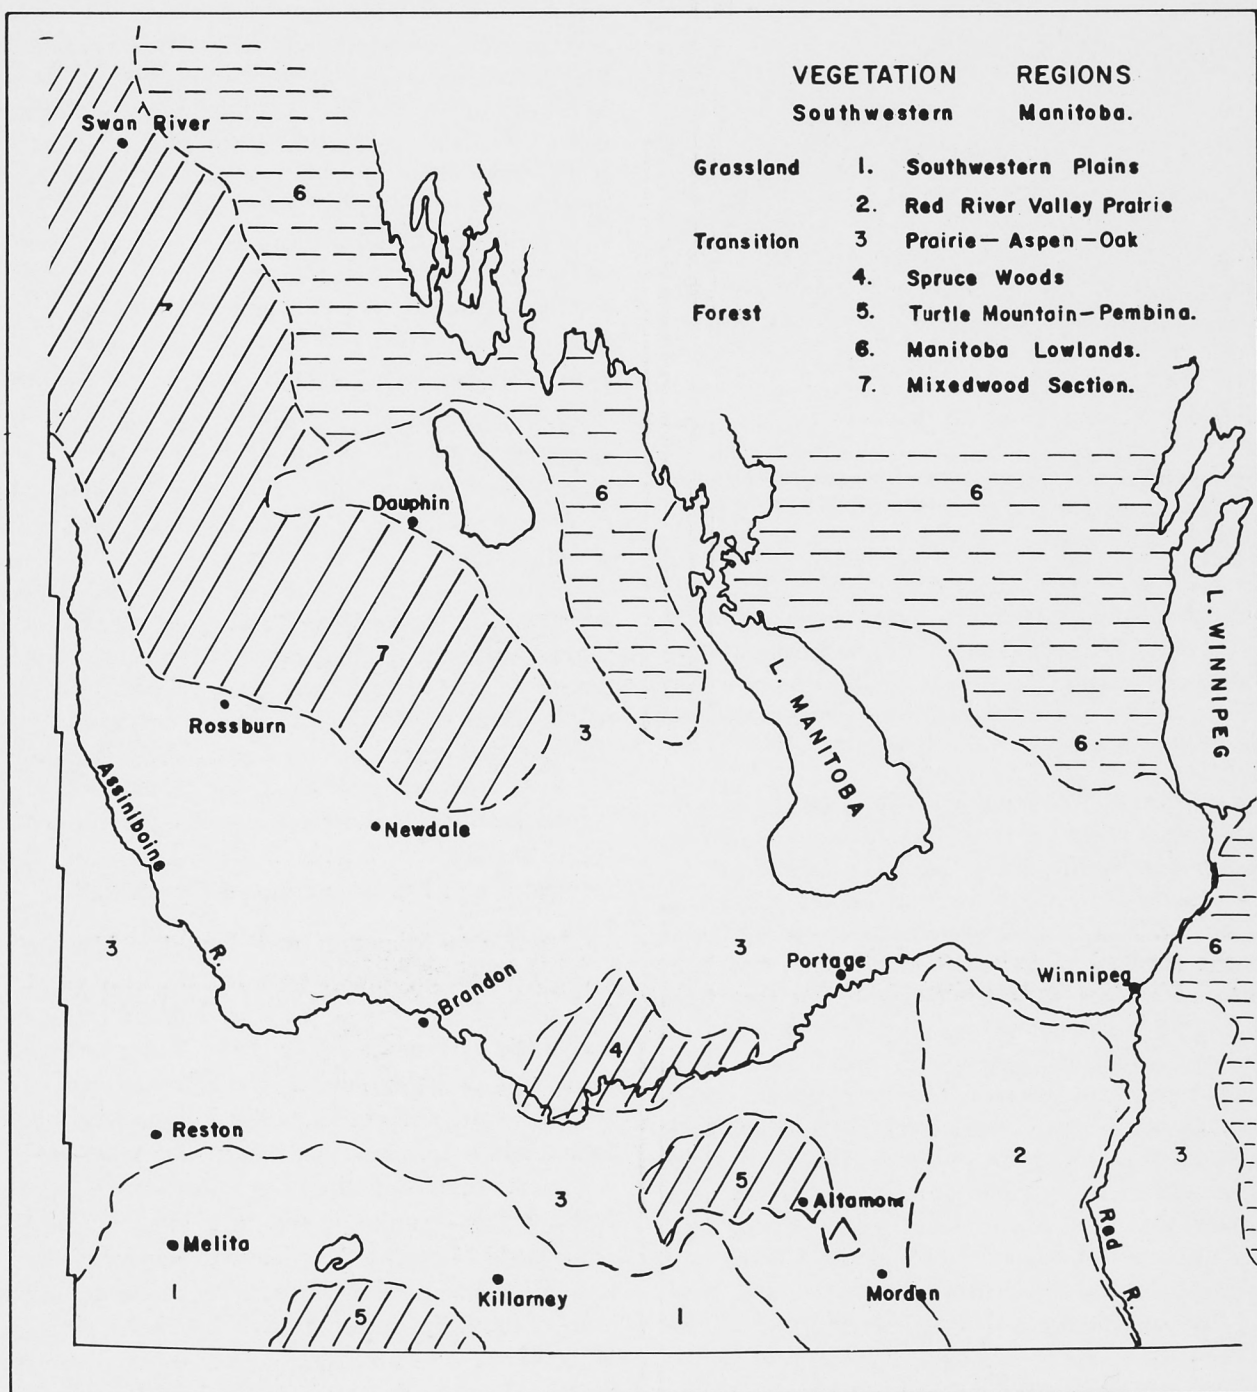 VEGETATION REGIONS
Southwestern Manitoba.
Grassland 1. Southwestern Plains
2. Red River Valley Prairie
Transition 3 Prairie—Aspen—Oak
4. Spruce Woods
Forest 5. Turtle Mountain—Pembina.
6. Manitoba Lowlands.
7. Mixedwood Section.
Swan River
6
7
Dauphin
6
6
L. WINNIPEG
7
L. MANITOBA
Rossburn
3
6
Newdale
Assiniboine
R.
3
3
Portage
Winnipeg
6
Brandon
4
Reston
2
3
5
3
Altamont
Melita
Red
R.
1
Killarney
Morden
5
1